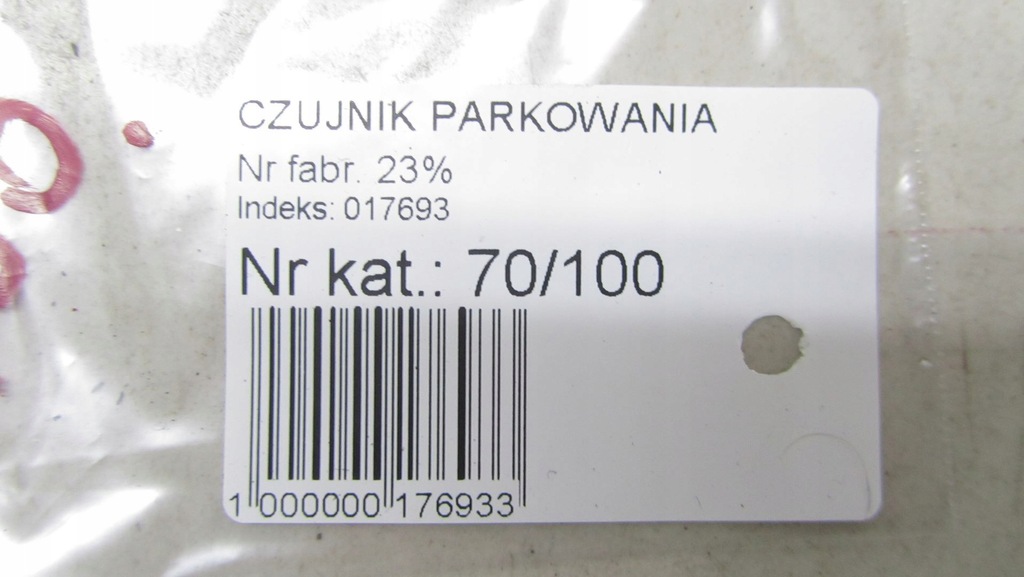 CZUJNIK PARKOWANIA
Nr fabr. 23%
Indeks: 017693
Nr kat.: 70/100
1 000000 176933